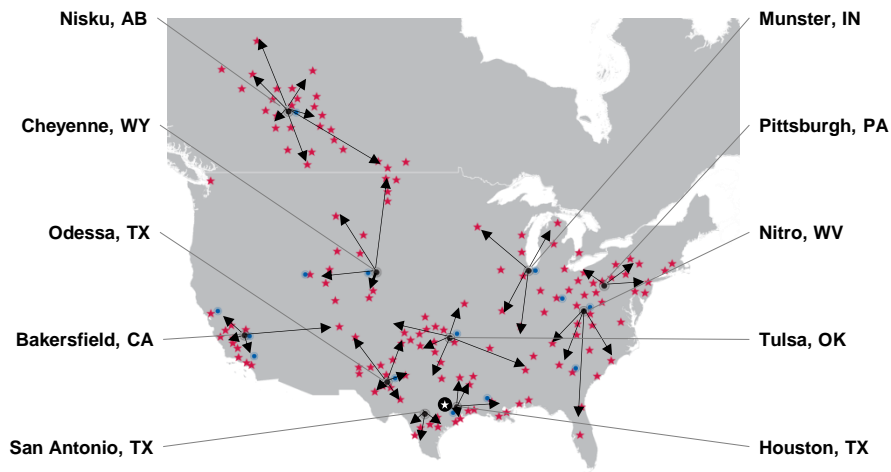 Nisku, AB
Munster, IN
Cheyenne, WY
Pittsburgh, PA
Odessa, TX
Nitro, WV
Bakersfield, CA
Tulsa, OK
San Antonio, TX
Houston, TX